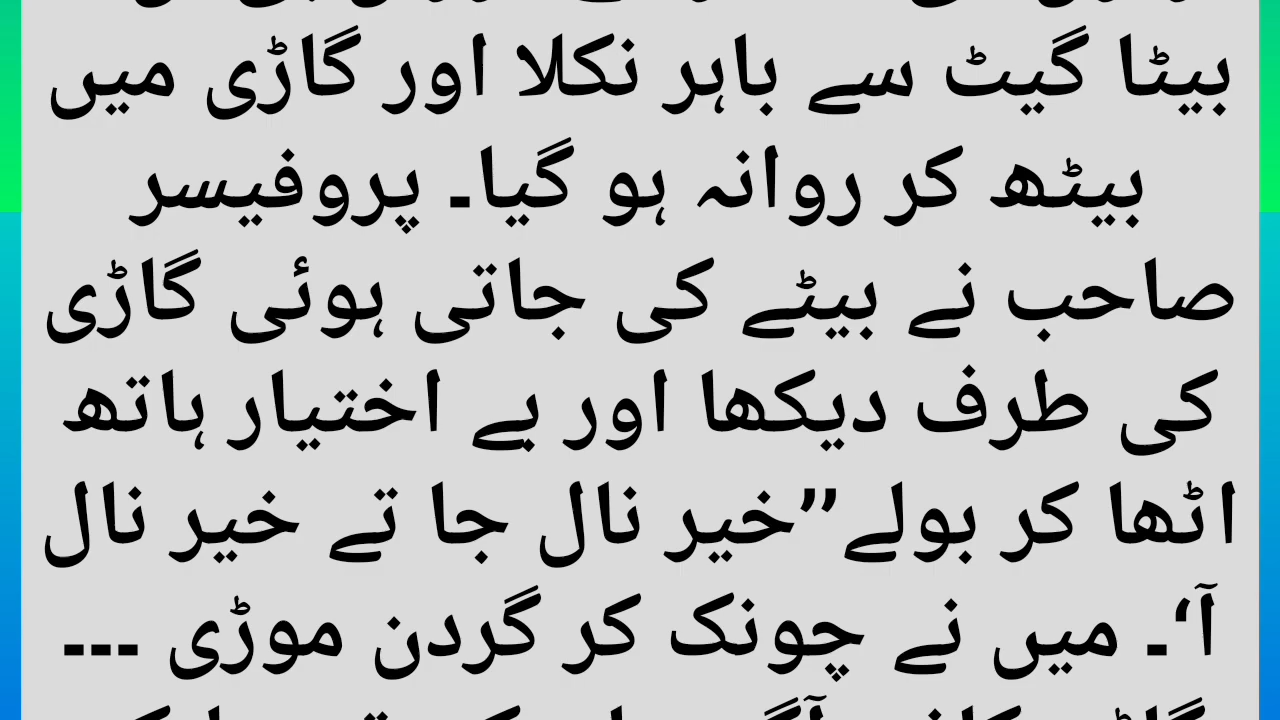 بیٹا گیٹ سے باہر نکلا اور گاڑی میں
بیٹھ کر روانہ ہو گیا۔ پروفیسر
صاحب نے بیٹے کی جاتی ہوئی گاڑی
کی طرف دیکھا اور بے اختیار ہاتھ
اٹھا کر بولے’’خیر نال جا تے خیر نال
آ‘۔ میں نے چونک کر گردن موڑی ---